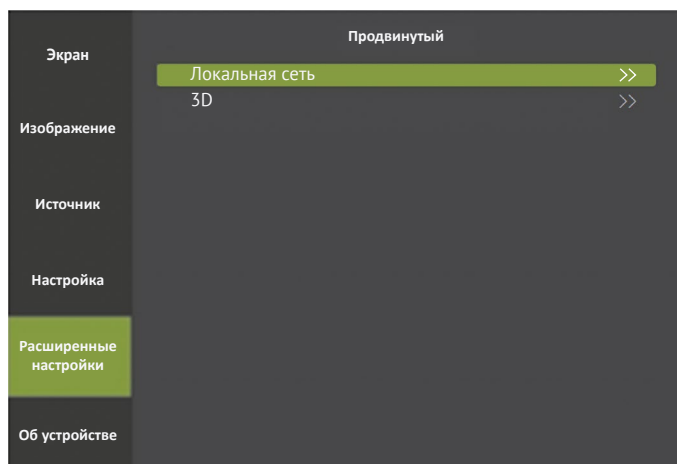 Продвинутый
Экран
Локальная сеть >>
3D >>
Изображение
Источник
Настройка
Расширенные
настройки
Об устройстве